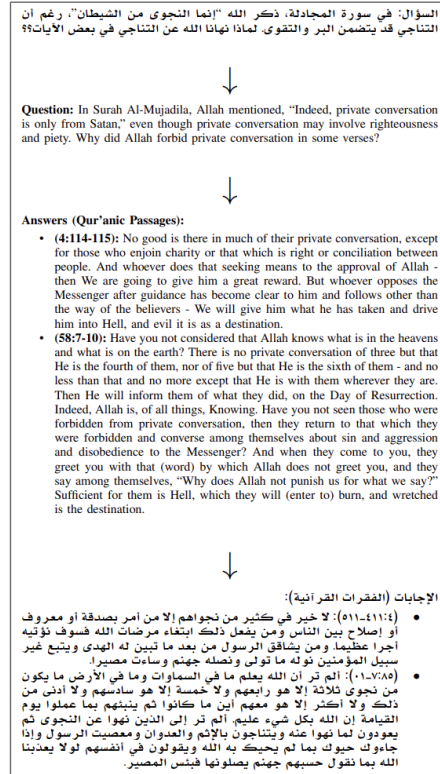 السؤال: في سورة المجادلة، ذكر الله “إنما النجوى من الشيطان”، رغم أن
التناجي قد يتضمن البر والتقوى. لماذا نهانا الله عن التناجي في بعض الآيات؟؟
Question: In Surah Al-Mujadila, Allah mentioned, “Indeed, private conversation
is only from Satan,” even though private conversation may involve righteousness
and piety. Why did Allah forbid private conversation in some verses?
Answers (Qur’anic Passages):
• (4:114-115): No good is there in much of their private conversation, except
for those who enjoin charity or that which is right or conciliation between
people. And whoever does that seeking means to the approval of Allah -
then We are going to give him a great reward. But whoever opposes the
Messenger after guidance has become clear to him and follows other than
the way of the believers - We will give him what he has taken and drive
him into Hell, and evil it is as a destination.
• (58:7-10): Have you not considered that Allah knows what is in the heavens
and what is on the earth? There is no private conversation of three but that
He is the fourth of them, nor of five but that He is the sixth of them - and no
less than that and no more except that He is with them wherever they are.
Then He will inform them of what they did, on the Day of Resurrection.
Indeed, Allah is, of all things, Knowing. Have you not seen those who were
forbidden from private conversation, then they return to that which they
were forbidden and converse among themselves about sin and aggression
and disobedience to the Messenger? And when they come to you, they
greet you with that (word) by which Allah does not greet you, and they
say among themselves, “Why does Allah not punish us for what we say?”
Sufficient for them is Hell, which they will (enter to) burn, and wretched
is the destination.
الإجابات (الفقرات القرآنية):
• (٤:٤١١-٥١١): لا خير في كثير من نجواهم إلا من أمر بصدقة أو معروف
أو إصلاح بين الناس ومن يفعل ذلك ابتغاء مرضات الله فسوف نؤتيه
أجرا عظيما. ومن يشاقق الرسول من بعد ما تبين له الهدى ويتبع غير
سبيل المؤمنين نوله ما تولى ونصله جهنم وساءت مصيرا.
• (٨٥:٧-٠١): ألم تر أن الله يعلم ما في السماوات وما في الأرض ما يكون
من نجوى ثلاثة إلا هو رابعهم ولا خمسة إلا هو سادسهم ولا أدنى من
ذلك ولا أكثر إلا هو معهم أين ما كانوا ثم ينبئهم بما عملوا يوم
القيامة إن الله بكل شيء عليم. ألم تر إلى الذين نهوا عن النجوى ثم
يعودون لما نهوا عنه ويتناجون بالإثم والعدوان ومعصيت الرسول وإذا
جاءوك حيوك بما لم يحيك به الله ويقولون في أنفسهم لولا يعذبنا
الله بما نقول حسبهم جهنم يصلونها فبئس المصير.